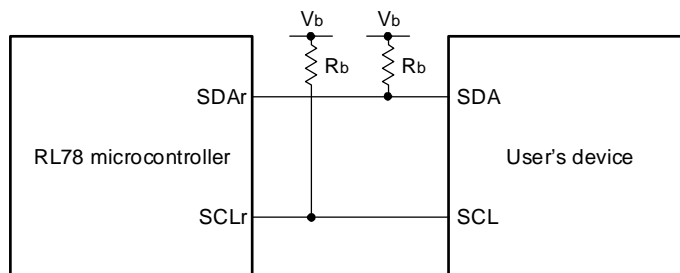 Vb Vb
Rb Rb
SDAr SDA
RL78 microcontroller User's device
SCLr SCL